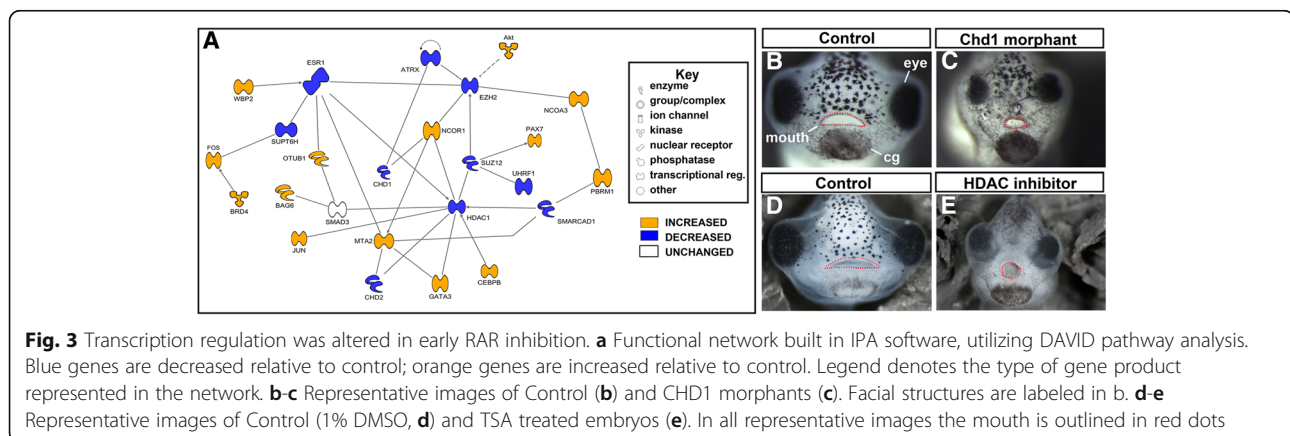 A
Akt
ATRX
ESR1
WBP2
EZH2
NCOA3
NCOR1
PAX7
SUPT6H
FOS
OTUB1
CHD1
SUZ12
UHRF1
PBRM1
BRD4
BAG6
SMAD3
HDAC1
SMARCAD1
JUN
MTA2
CHD2
GATA3
CEBPB
Key
enzyme
group/complex
ion channel
kinase
nuclear receptor
phosphatase
transcriptional reg.
other
INCREASED
DECREASED
UNCHANGED
Control
Chd1 morphant
B
C
eye
mouth
cg
Control
HDAC inhibitor
D
E
Fig. 3 Transcription regulation was altered in early RAR inhibition. a Functional network built in IPA software, utilizing DAVID pathway analysis.
Blue genes are decreased relative to control; orange genes are increased relative to control. Legend denotes the type of gene product
represented in the network. b-c Representative images of Control (b) and CHD1 morphants (c). Facial structures are labeled in b. d-e
Representative images of Control (1% DMSO, d) and TSA treated embryos (e). In all representative images the mouth is outlined in red dots